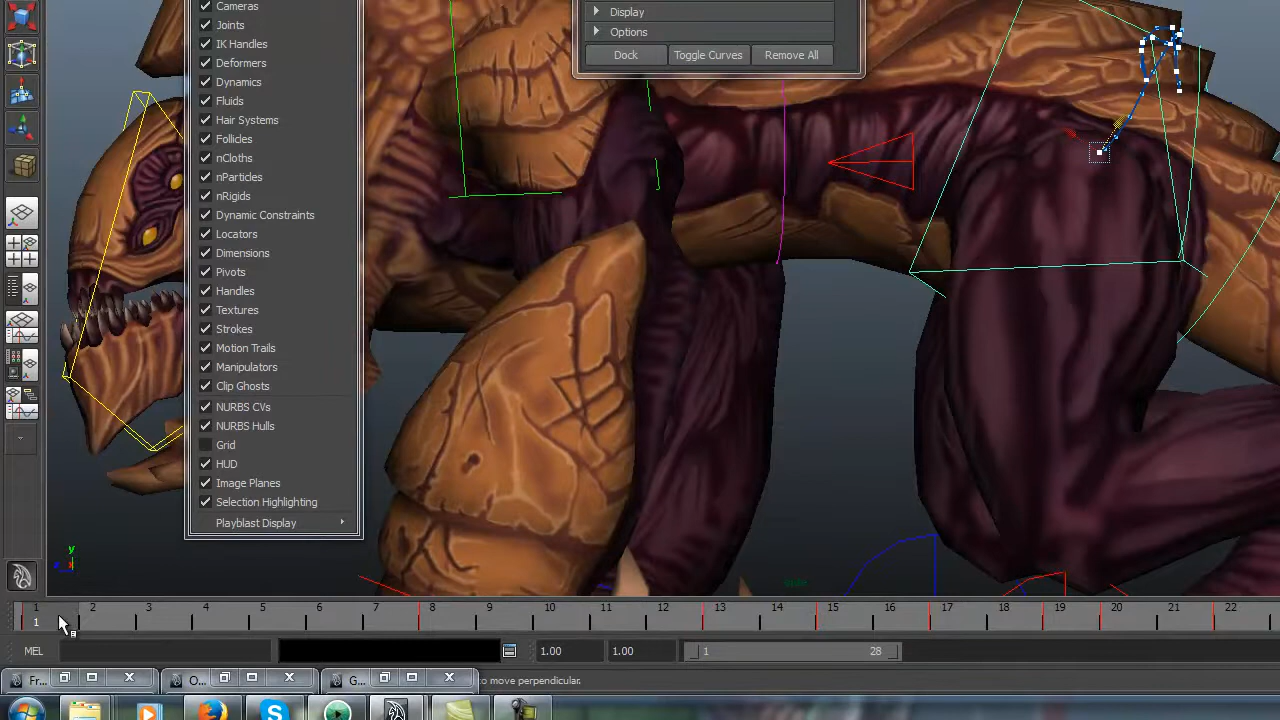 Cameras
Joints
IK Handles
Deformers
Dynamics
Fluids
Hair Systems
Follicles
nCloths
nParticles
nRigids
Dynamic Constraints
Locators
Dimensions
Pivots
Handles
Textures
Strokes
Motion Trails
Manipulators
Clip Ghosts
NURBS CVs
NURBS Hulls
Grid
HUD
Image Planes
Selection Highlighting
Playblast Display
Display
Options
Dock Toggle Curves Remove All
y
side
1 2 3 4 5 6 7 8 9 10 11 12 13 14 15 16 17 18 19 20 21 22
1
MEL 1.00 1.00 1 28
Fr... O... G... to move perpendicular.